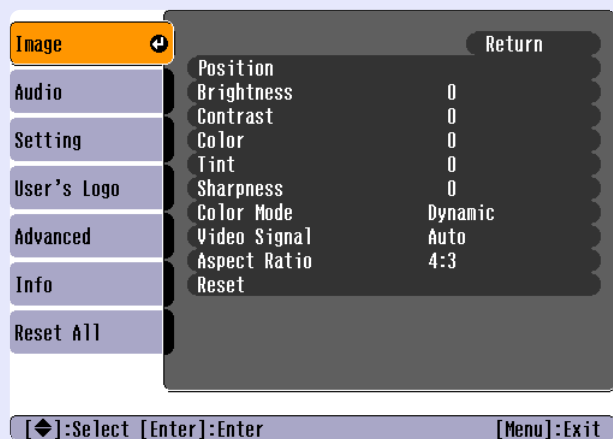 Image
Audio
Setting
User's Logo
Advanced
Info
Reset All
Return
Position
Brightness 0
Contrast 0
Color 0
Tint 0
Sharpness 0
Color Mode Dynamic
Video Signal Auto
Aspect Ratio 4:3
Reset
[◆]:Select [Enter]:Enter [Menu]:Exit